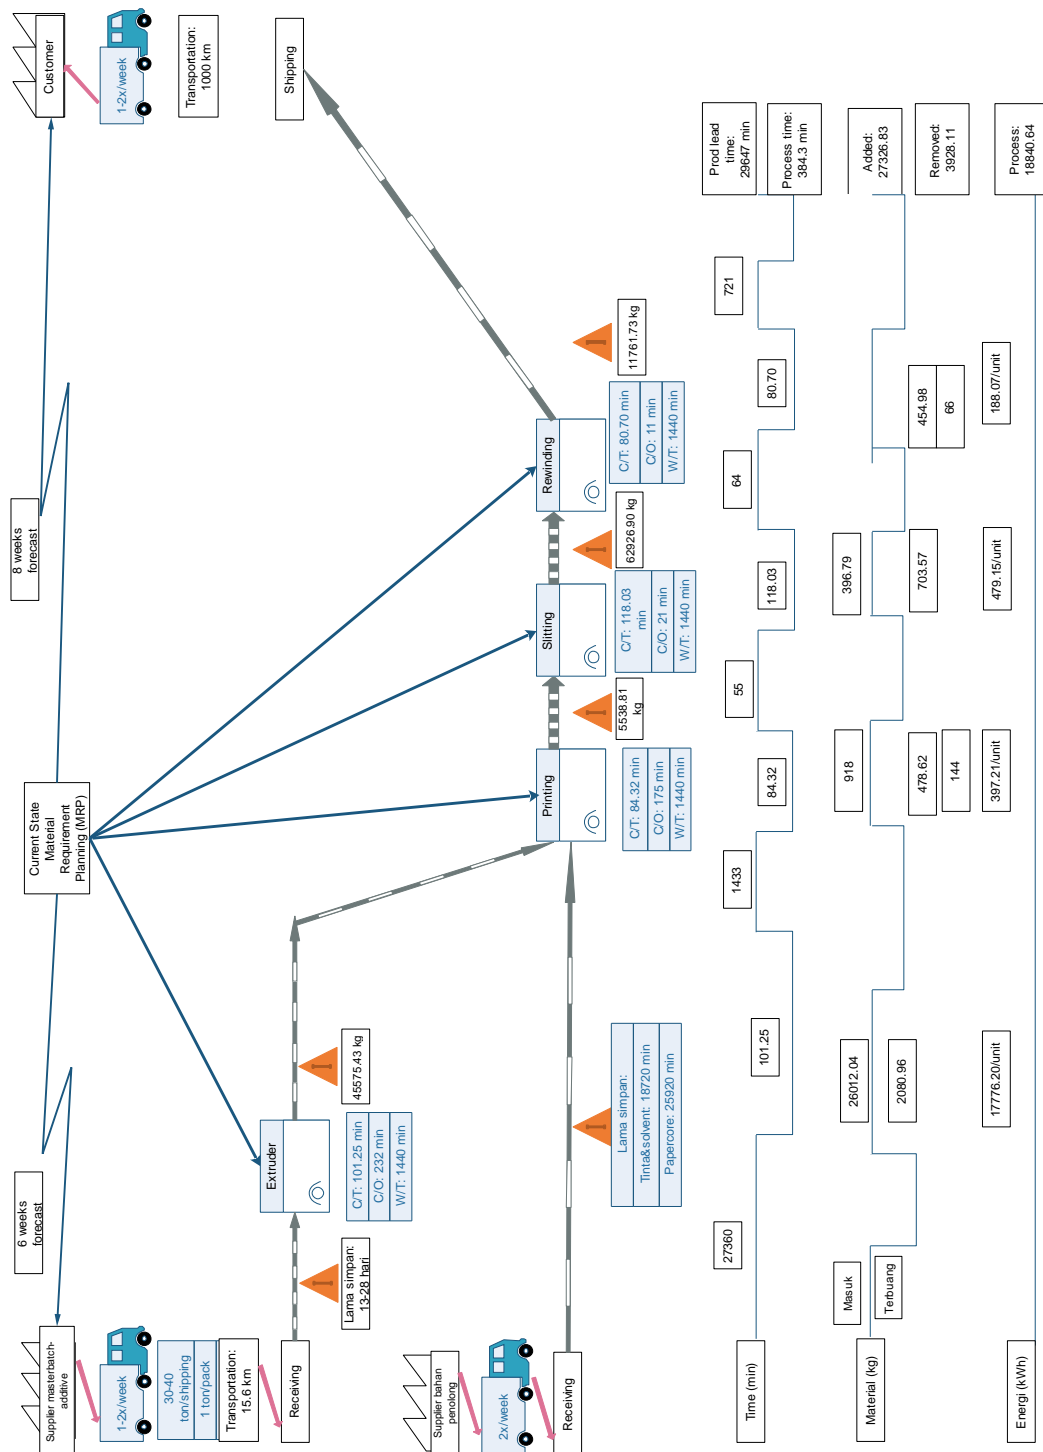 Supplier masterbatch-
additive
6 weeks
forecast
Current State
Material
Requirement
Planning (MRP)
8 weeks
forecast
Customer
1-2x/week
30-40
ton/shipping
1 ton/pack
Transportation:
15.6 km
Receiving
1-2x/week
Transportation:
1000 km
Shipping
Lama simpan:
13-28 hari
Extruder
C/T: 101.25 min
C/O: 232 min
W/T: 1440 min
45575.43 kg
Supplier bahan
penolong
2x/week
Receiving
Lama simpan:
Tinta&solvent: 18720 min
Papercore: 25920 min
Printing
C/T: 84.32 min
C/O: 175 min
W/T: 1440 min
5538.81
kg
Slitting
C/T: 118.03
min
C/O: 21 min
W/T: 1440 min
62926.90 kg
Rewinding
C/T: 80.70 min
C/O: 11 min
W/T: 1440 min
11761.73 kg
Time (min)
27360
101.25
1433
84.32
55
118.03
64
80.70
721
Prod lead
time:
29647 min
Process time:
384.3 min
Material (kg)
Masuk
Terbuang
26012.04
2080.96
918
478.62
144
396.79
703.57
454.98
66
Added:
27326.83
Removed:
3928.11
Energi (kWh)
17776.20/unit
397.21/unit
479.15/unit
188.07/unit
Process:
18840.64